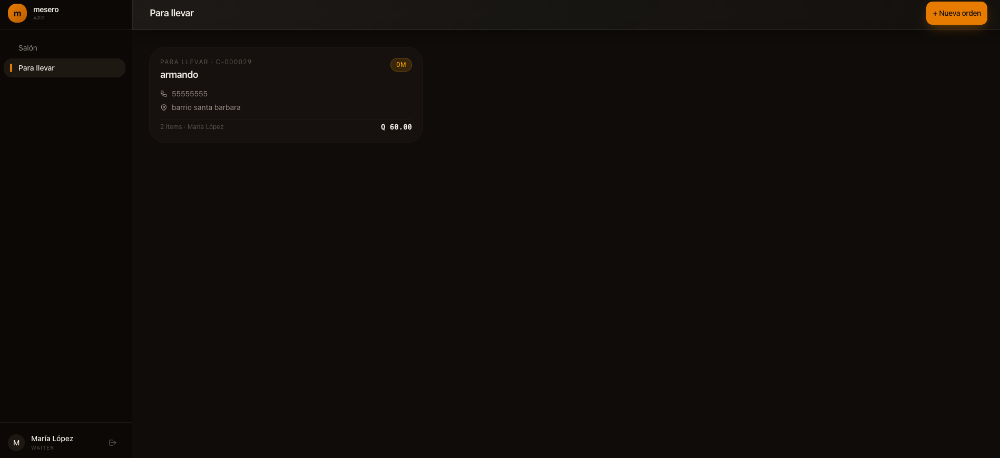 m
mesero
APP
Salón
Para llevar
Para llevar
+ Nueva orden
PARA LLEVAR · C-000029
0M
armando
55555555
barrio santa barbara
2 ítems · María López
Q 60.00
M
María López
WAITER